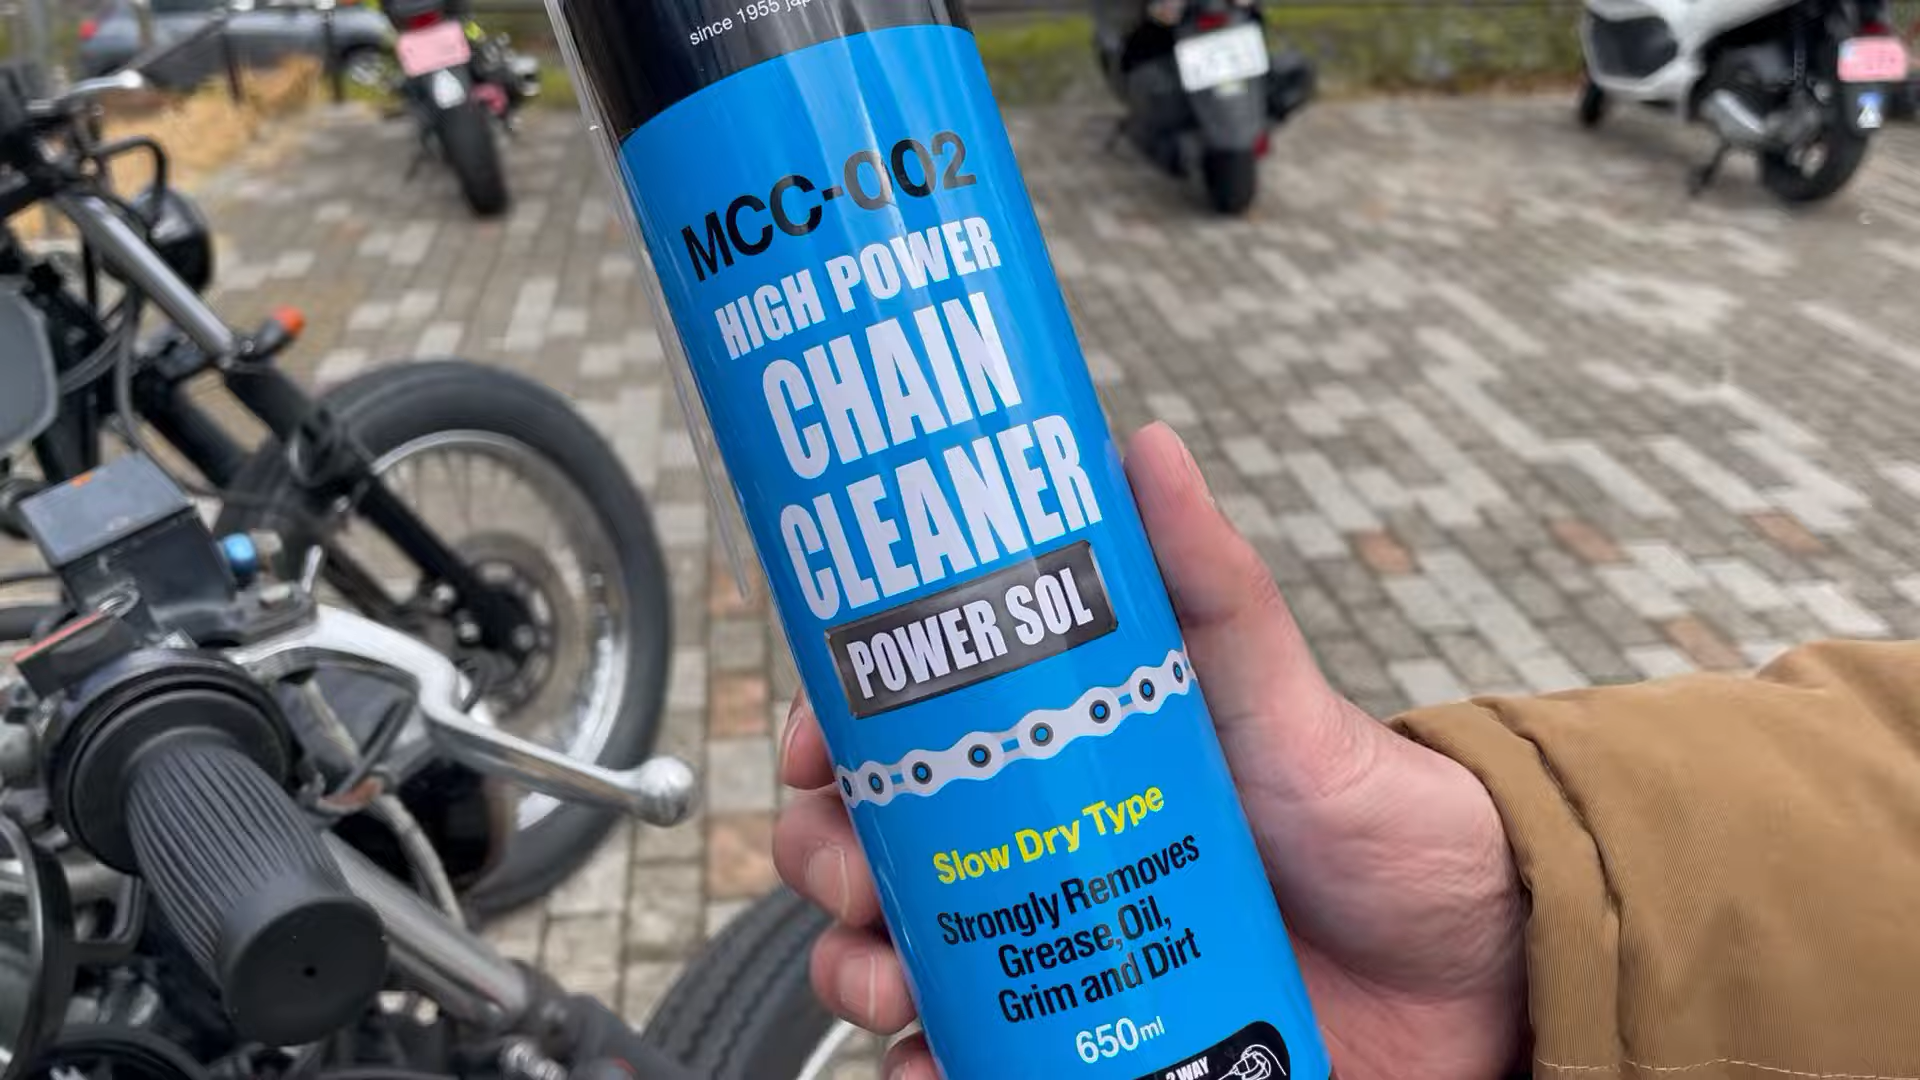 since 1955
MCC-002
HIGH POWER
CHAIN
CLEANER
POWER SOL
Slow Dry Type
Strongly Removes
Grease,Oil,
Grim and Dirt
650ml
WAY